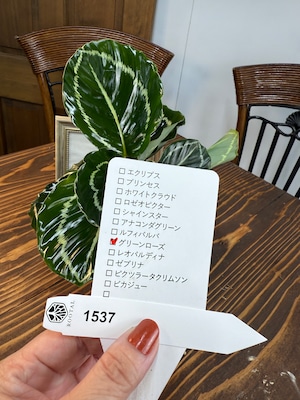 □ エクリプス
□ プリンセス
□ ホワイトクラウド
□ ロゼオピクター
□ シャインスター
□ アナコンダグリーン
□ ルフィバルバ
□ グリーンローズ
□ レオパルディナ
□ ゼブリナ
□ ピクツラータクリムソン
□ ピカジュー
□
1537